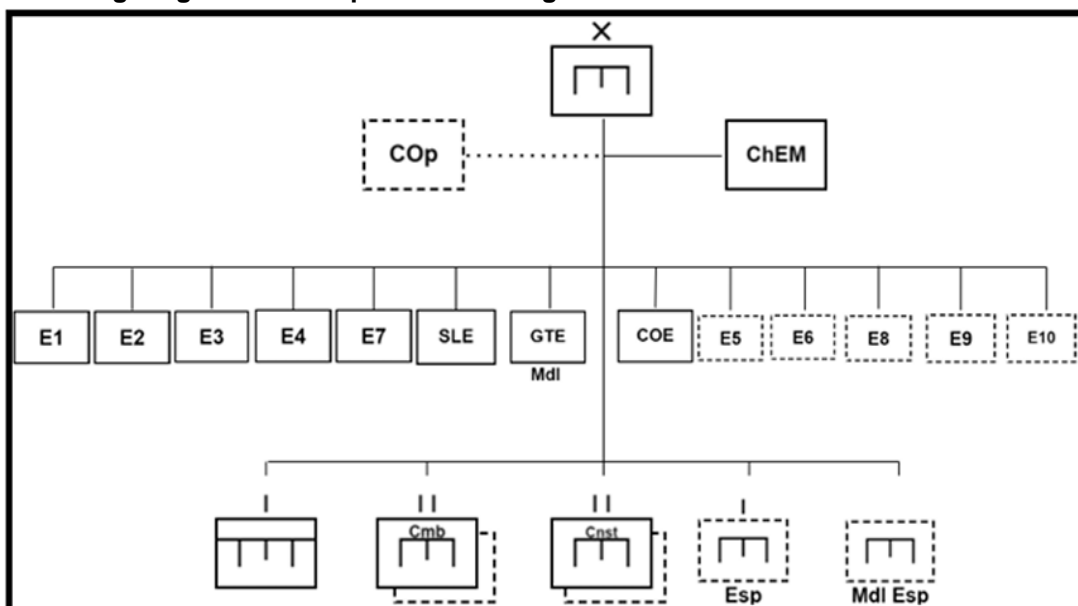 COp
ChEM
E1 E2 E3 E4 E7 SLE GTE COE E5 E6 E8 E9 E10
Mdl
I II II I
Cmb Cnst
Esp Mdl Esp